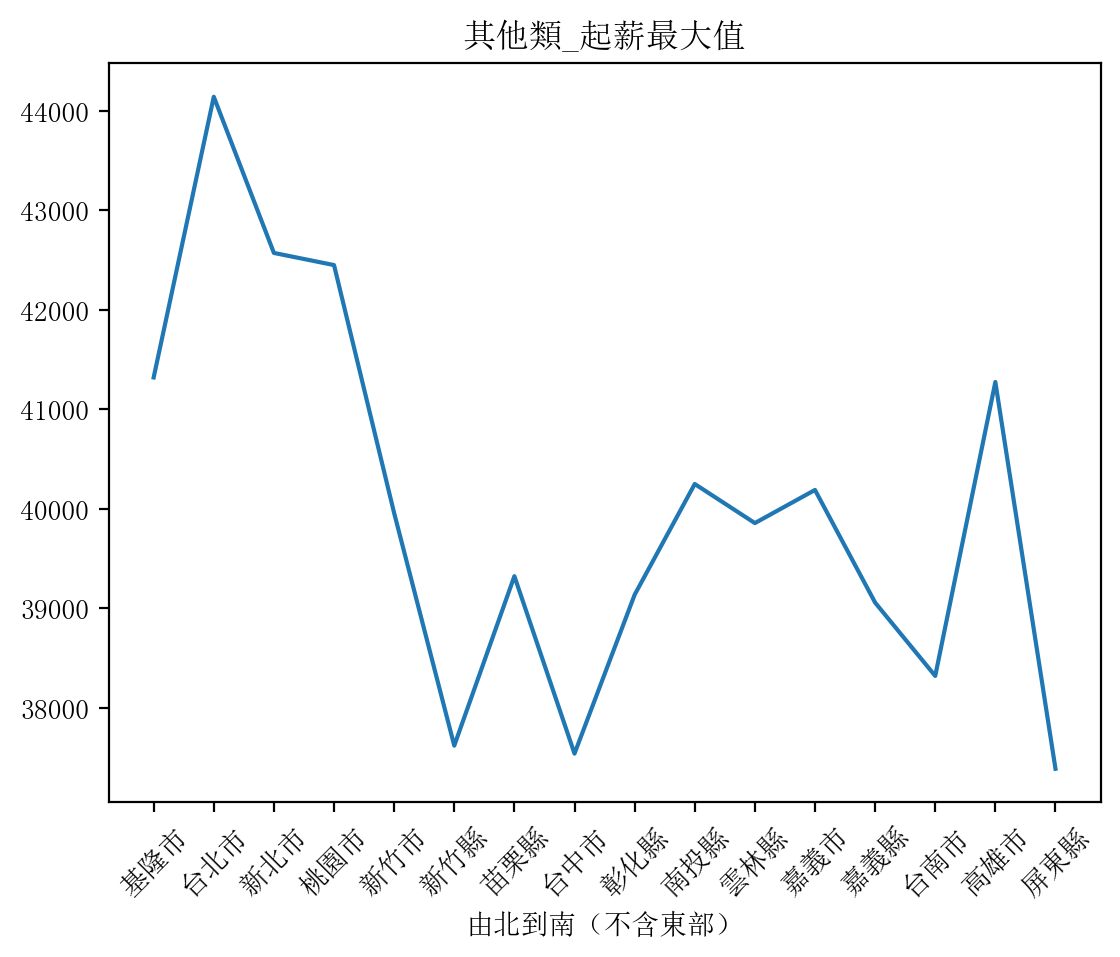 其他類_起薪最大值
44000
43000
42000
41000
40000
39000
38000
基隆市
台北市
新北市
桃園市
新竹市
新竹縣
苗栗縣
台中市
彰化縣
南投縣
雲林縣
嘉義市
嘉義縣
台南市
高雄市
屏東縣
由北到南（不含東部）